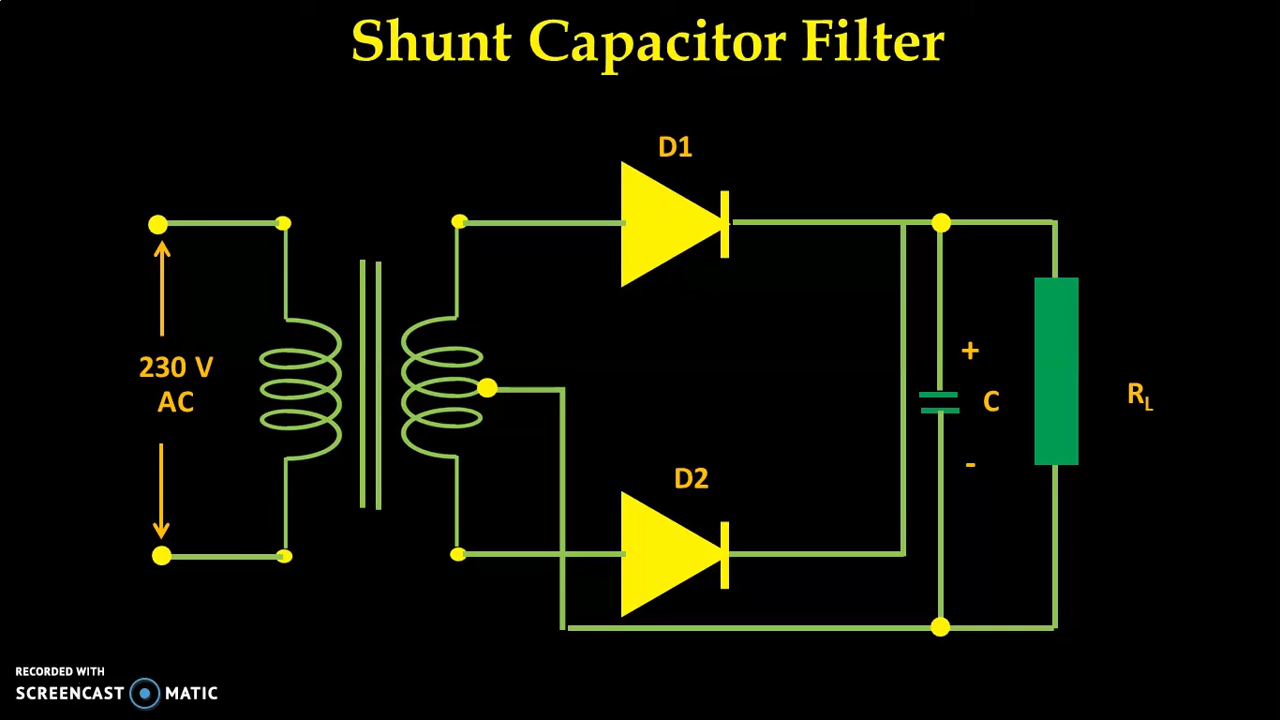 Shunt Capacitor Filter
D1
230 V
AC
+
C
-
RL
D2
RECORDED WITH
SCREENCAST MATIC